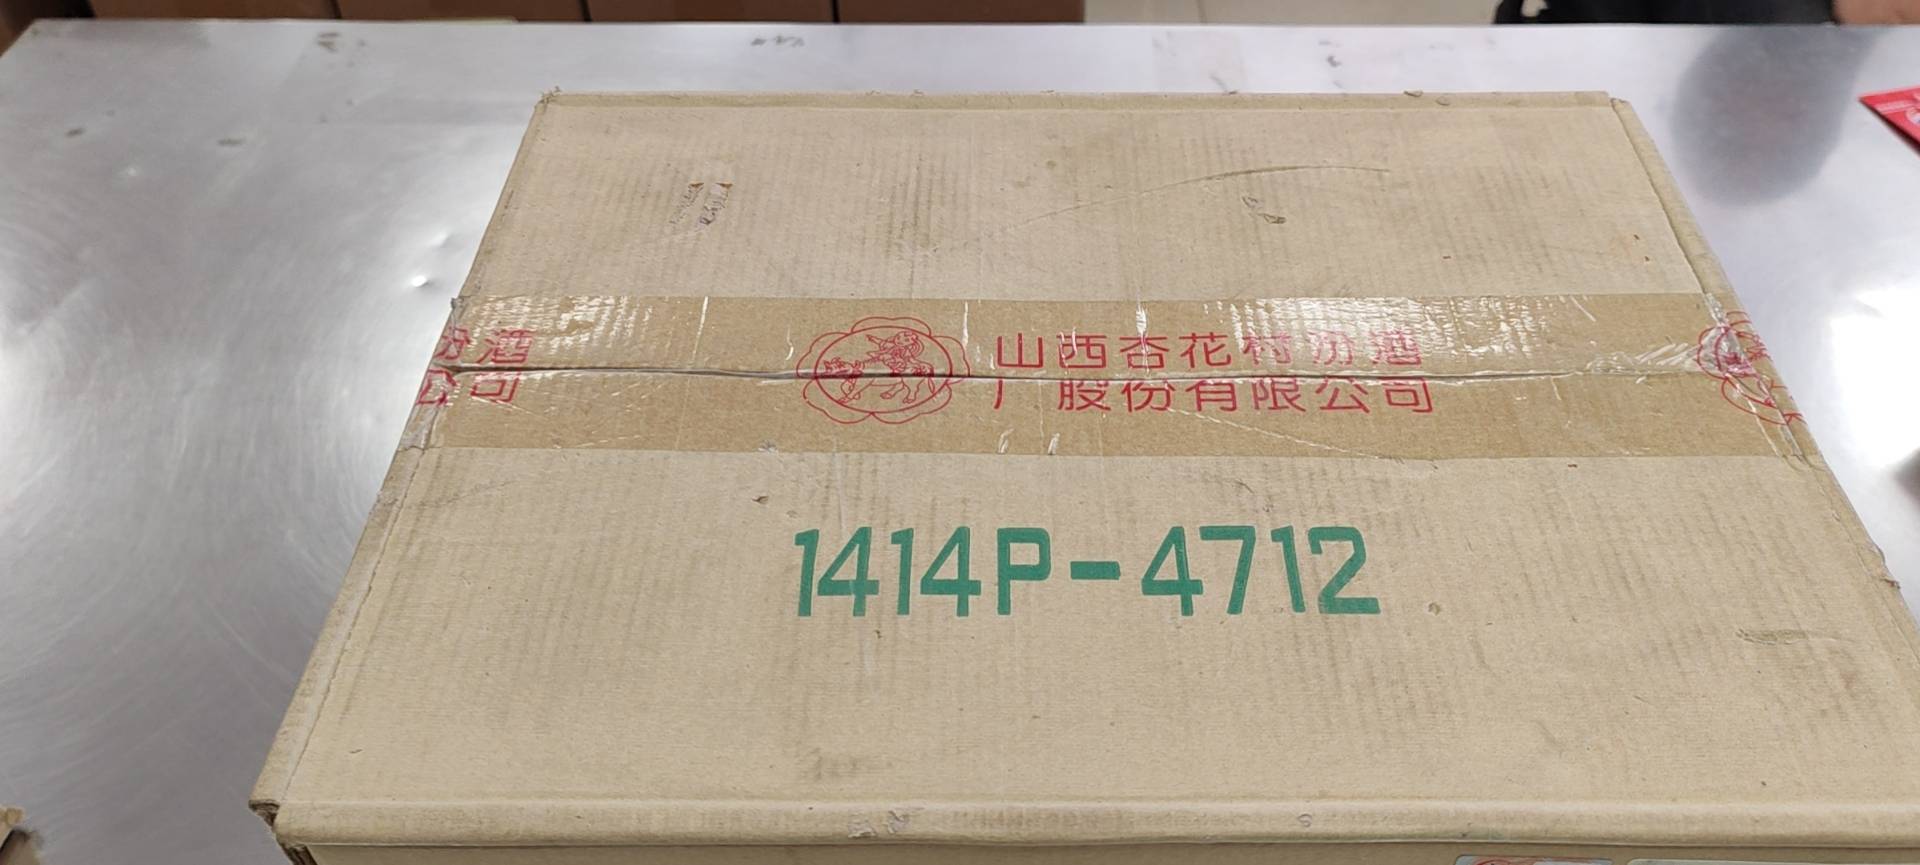 汾酒
公司
山西杏花村汾酒
厂股份有限公司
1414P-4712